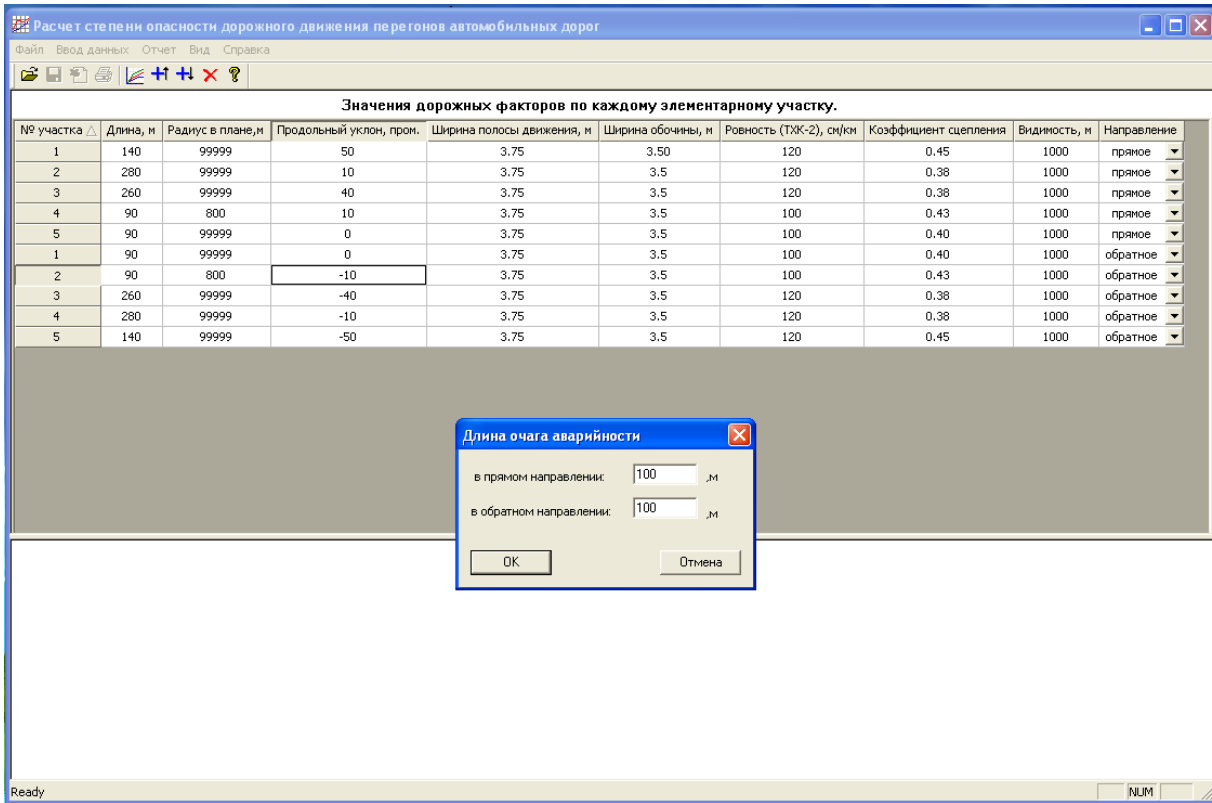 Расчет степени опасности дорожного движения перегонов автомобильных дорог
Файл Ввод данных Отчет Вид Справка
Значения дорожных факторов по каждому элементарному участку.
№ участка Длина, м Радиус в плане,м Продольный уклон, пром. Ширина полосы движения, м Ширина обочины, м Ровность (ТХК-2), см/км Коэффициент сцепления Видимость, м Направление
1 140 99999 50 3.75 3.50 120 0.45 1000 прямое
2 280 99999 10 3.75 3.5 120 0.38 1000 прямое
3 260 99999 40 3.75 3.5 120 0.38 1000 прямое
4 90 800 10 3.75 3.5 100 0.43 1000 прямое
5 90 99999 0 3.75 3.5 100 0.40 1000 прямое
1 90 99999 0 3.75 3.5 100 0.40 1000 обратное
2 90 800 -10 3.75 3.5 100 0.43 1000 обратное
3 260 99999 -40 3.75 3.5 120 0.38 1000 обратное
4 280 99999 -10 3.75 3.5 120 0.38 1000 обратное
5 140 99999 -50 3.75 3.5 120 0.45 1000 обратное
Длина очага аварийности
в прямом направлении: 100 ,м
в обратном направлении: 100 ,м
OK Отмена
Ready NUM